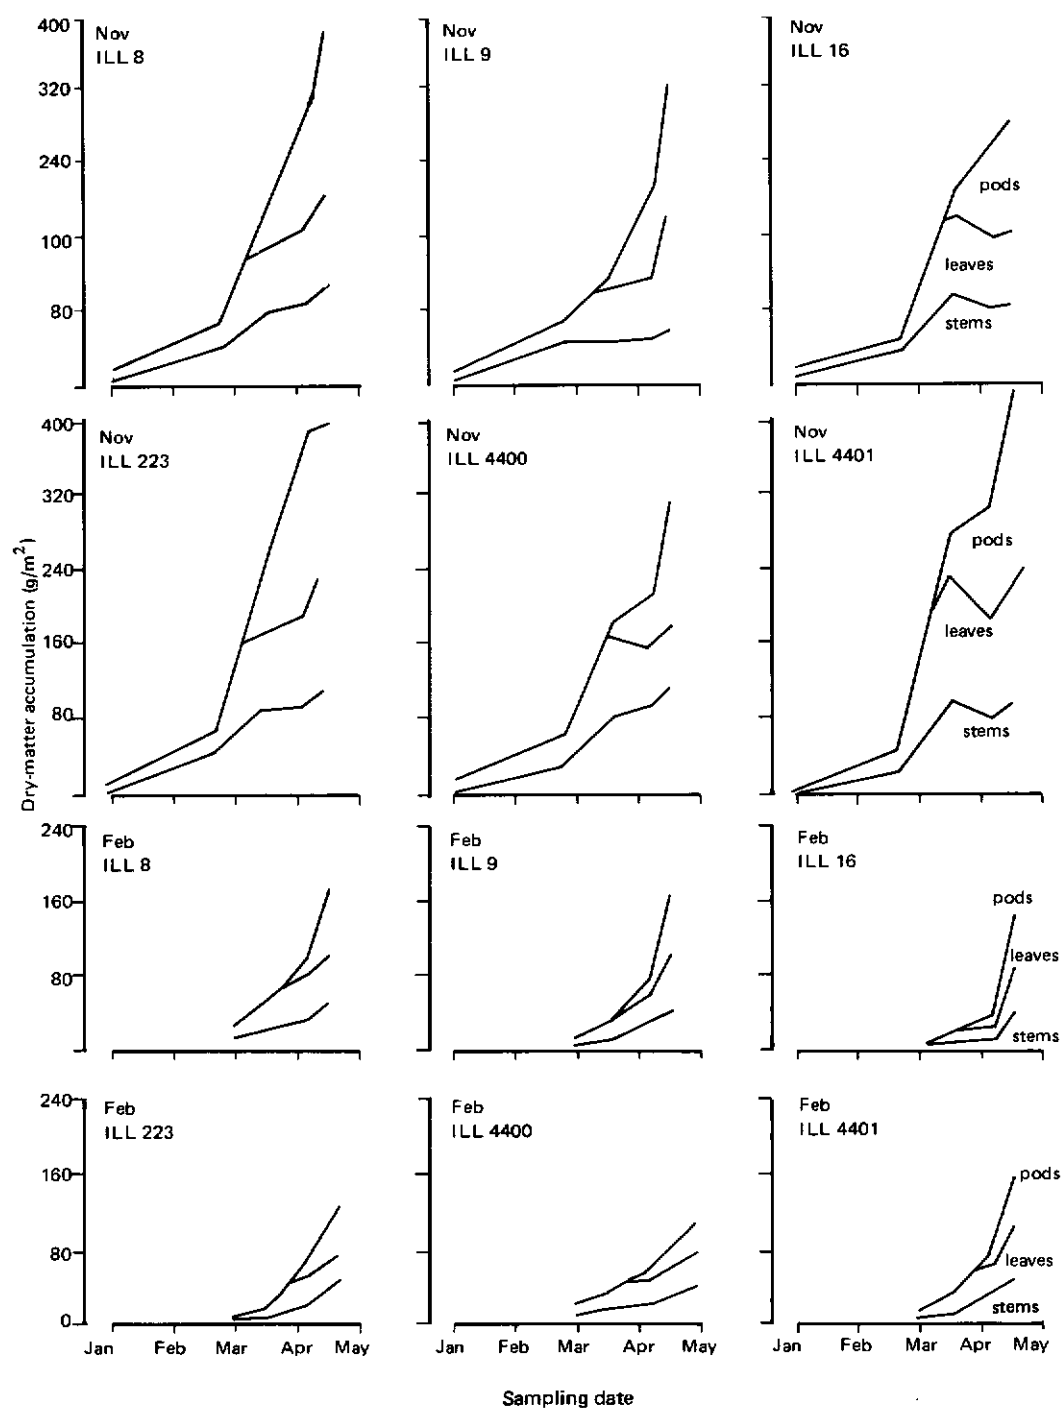 400
320
240
100
80
Nov
ILL 8
Nov
ILL 9
Nov
ILL 16
pods
leaves
stems
Dry-matter accumulation (g/m²)
400
320
240
160
80
Nov
ILL 223
Nov
ILL 4400
Nov
ILL 4401
pods
leaves
stems
240
160
80
Feb
ILL 8
Feb
ILL 9
Feb
ILL 16
pods
leaves
stems
240
160
80
0
Feb
ILL 223
Feb
ILL 4400
Feb
ILL 4401
pods
leaves
stems
Jan Feb Mar Apr May
Jan Feb Mar Apr May
Jan Feb Mar Apr May
Sampling date